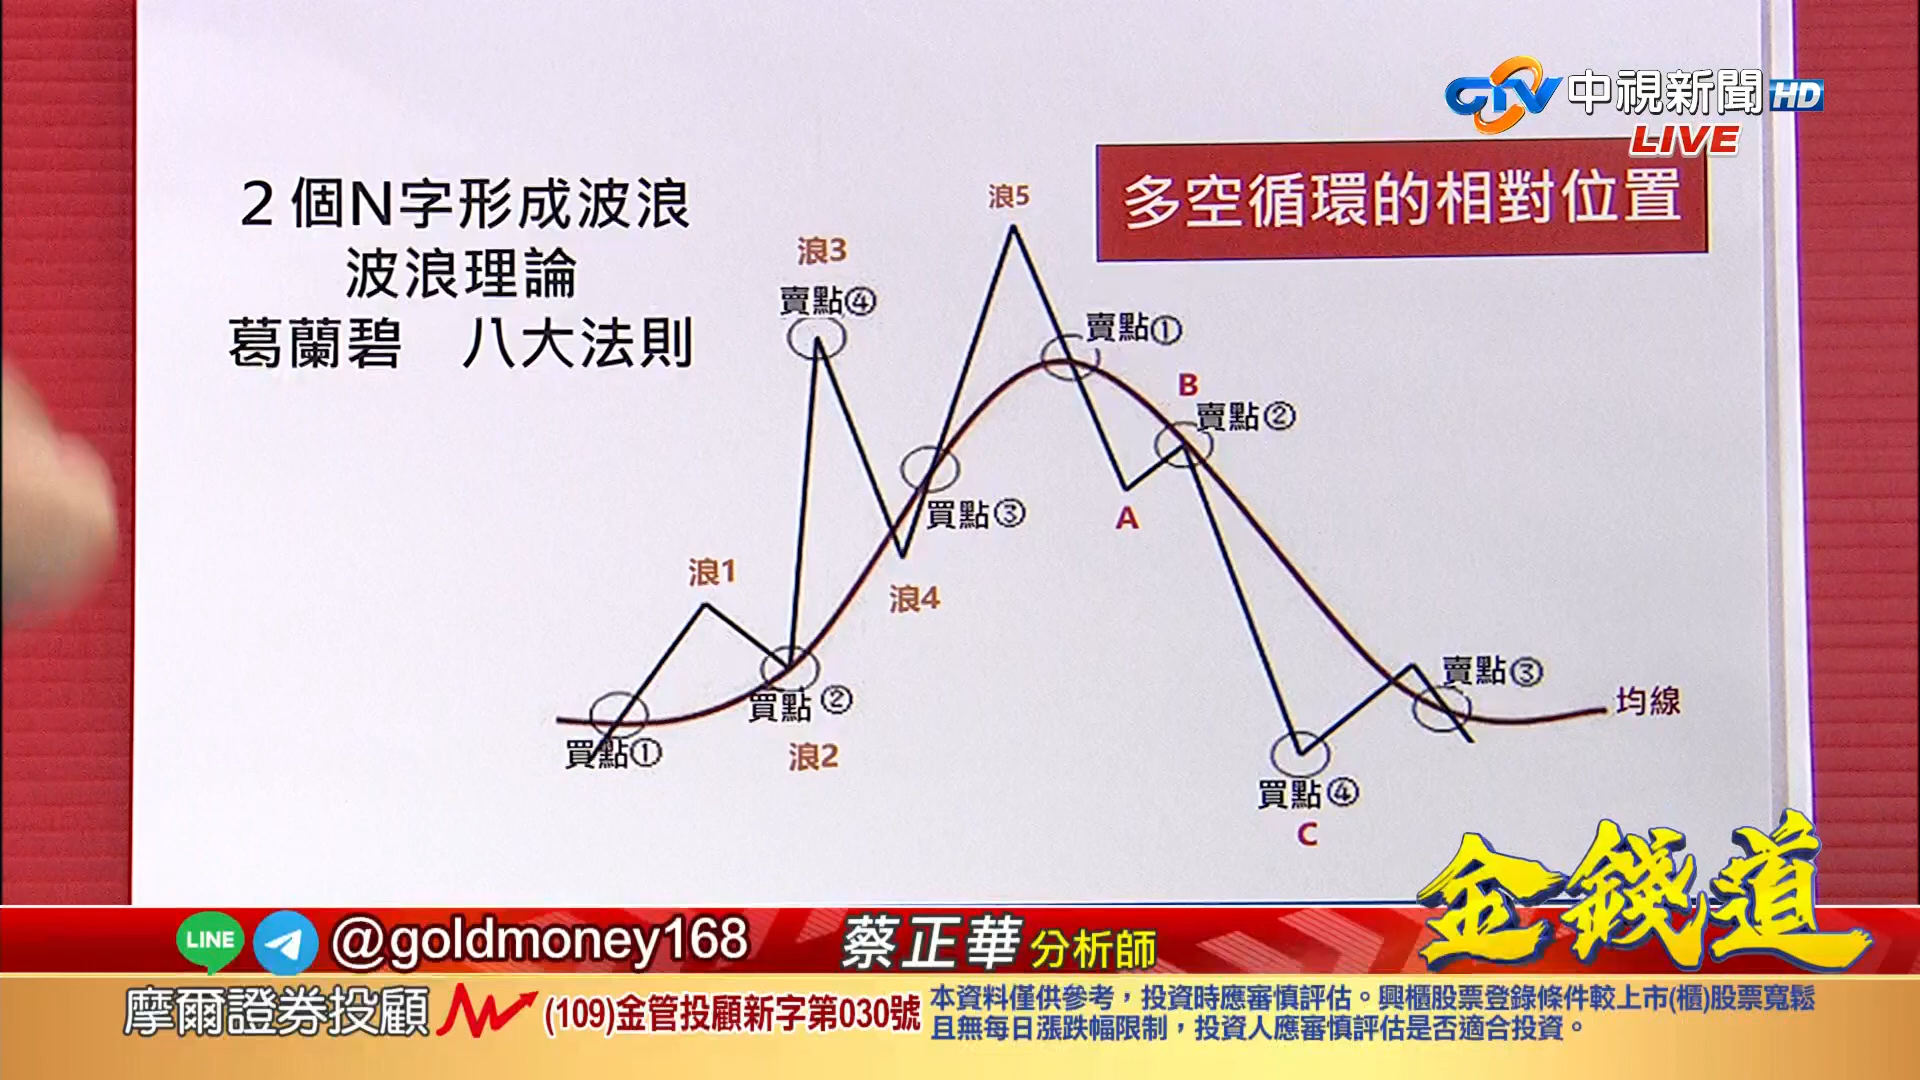 CTV 中視新聞 HD
LIVE
2個N字形成波浪
波浪理論
葛蘭碧 八大法則
多空循環的相對位置
浪5
浪3
賣點④
賣點①
B
賣點②
買點③
A
浪1
浪4
賣點③
均線
買點②
買點①
浪2
買點④
C
金錢道
LINE @goldmoney168 蔡正華 分析師
摩爾證券投顧 (109)金管投顧新字第030號
本資料僅供參考，投資時應審慎評估。興櫃股票登錄條件較上市(櫃)股票寬鬆
且無每日漲跌幅限制，投資人應審慎評估是否適合投資。